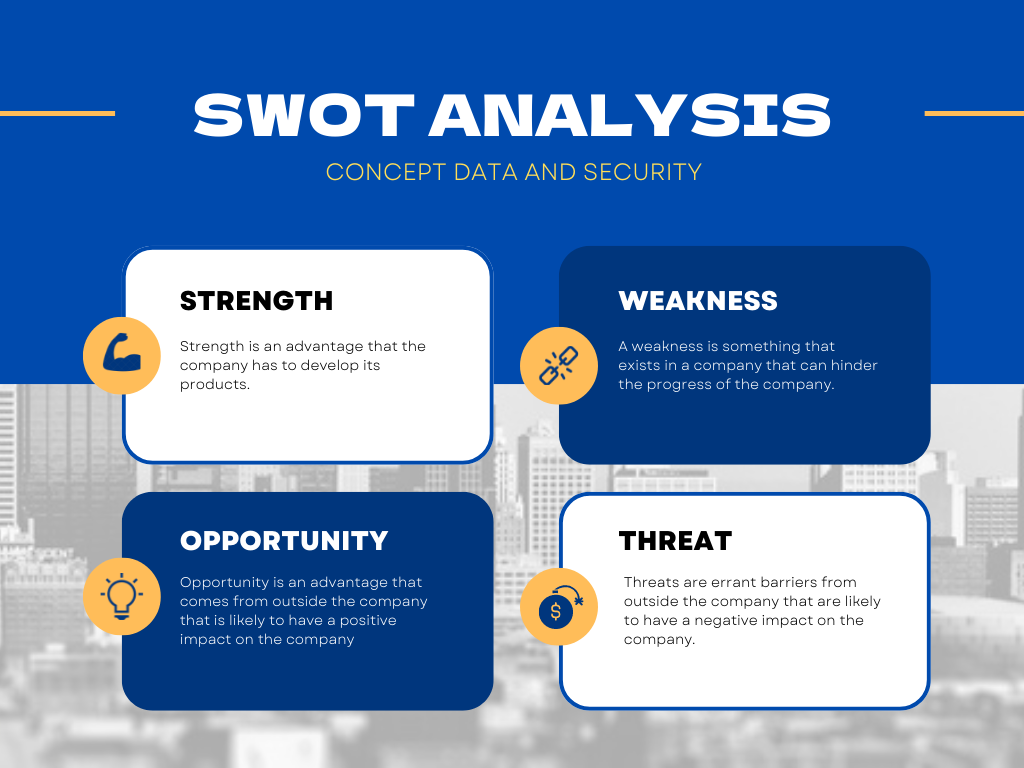 SWOT ANALYSIS
CONCEPT DATA AND SECURITY
STRENGTH
Strength is an advantage that the
company has to develop its
products.
WEAKNESS
A weakness is something that
exists in a company that can hinder
the progress of the company.
OPPORTUNITY
Opportunity is an advantage that
comes from outside the company
that is likely to have a positive
impact on the company
THREAT
$
Threats are errant barriers from
outside the company that are likely
to have a negative impact on the
company.